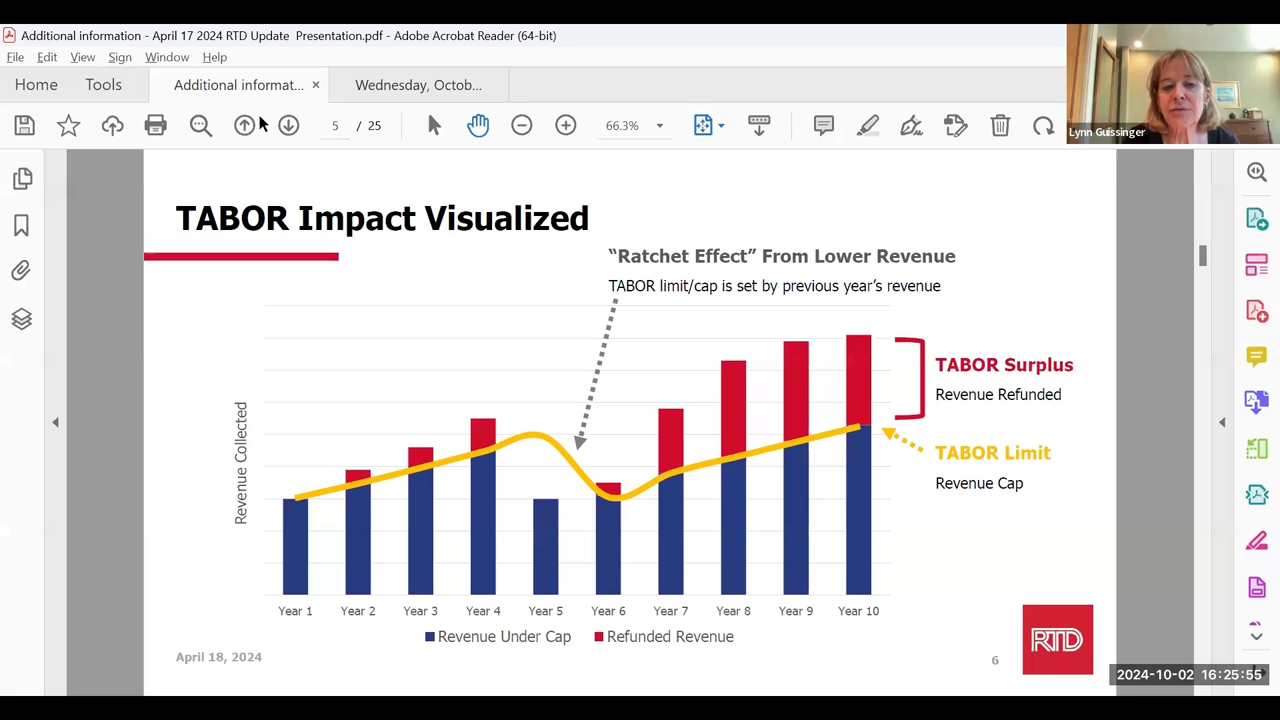 Additional information - April 17 2024 RTD Update Presentation.pdf - Adobe Acrobat Reader (64-bit)
File Edit View Sign Window Help
Home Tools Additional informat... × Wednesday, Octob...
5 / 25 66.3%
Lynn Guissinger
TABOR Impact Visualized
“Ratchet Effect” From Lower Revenue
TABOR limit/cap is set by previous year’s revenue
TABOR Surplus
Revenue Refunded
TABOR Limit
Revenue Cap
Revenue Collected
Year 1 Year 2 Year 3 Year 4 Year 5 Year 6 Year 7 Year 8 Year 9 Year 10
Revenue Under Cap Refunded Revenue
April 18, 2024
6
RTD
2024-10-02 16:25:55